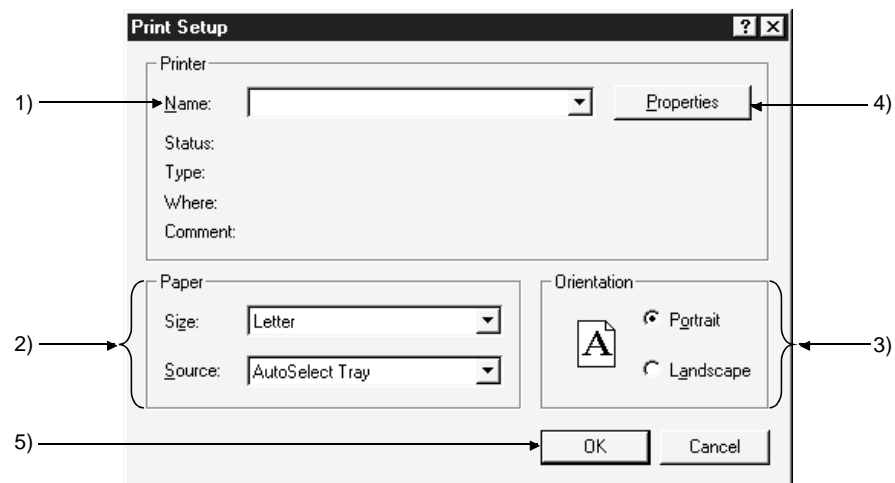 Print Setup
Printer
1)
Name:
Properties
4)
Status:
Type:
Where:
Comment:
Paper
Orientation
2)
Size: Letter
Portrait
3)
Source: AutoSelect Tray
Landscape
5)
OK
Cancel